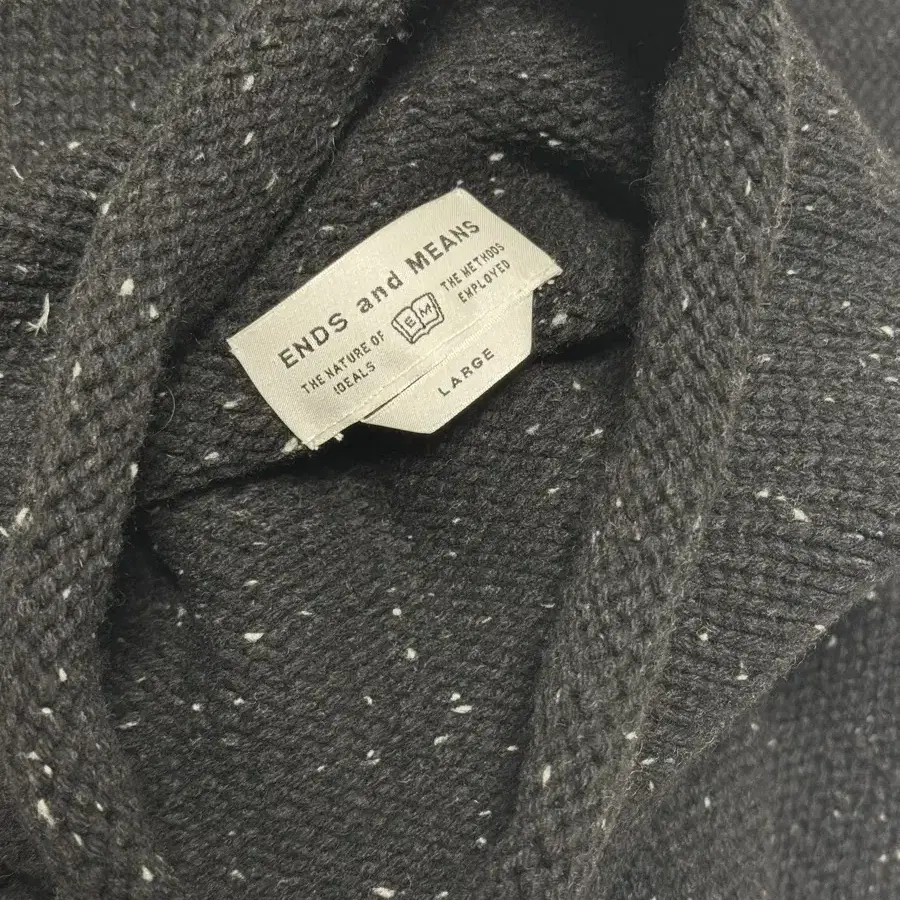 ENDS and MEANS
THE NATURE OF
IDEALS
EM
THE METHODS
EMPLOYED
LARGE